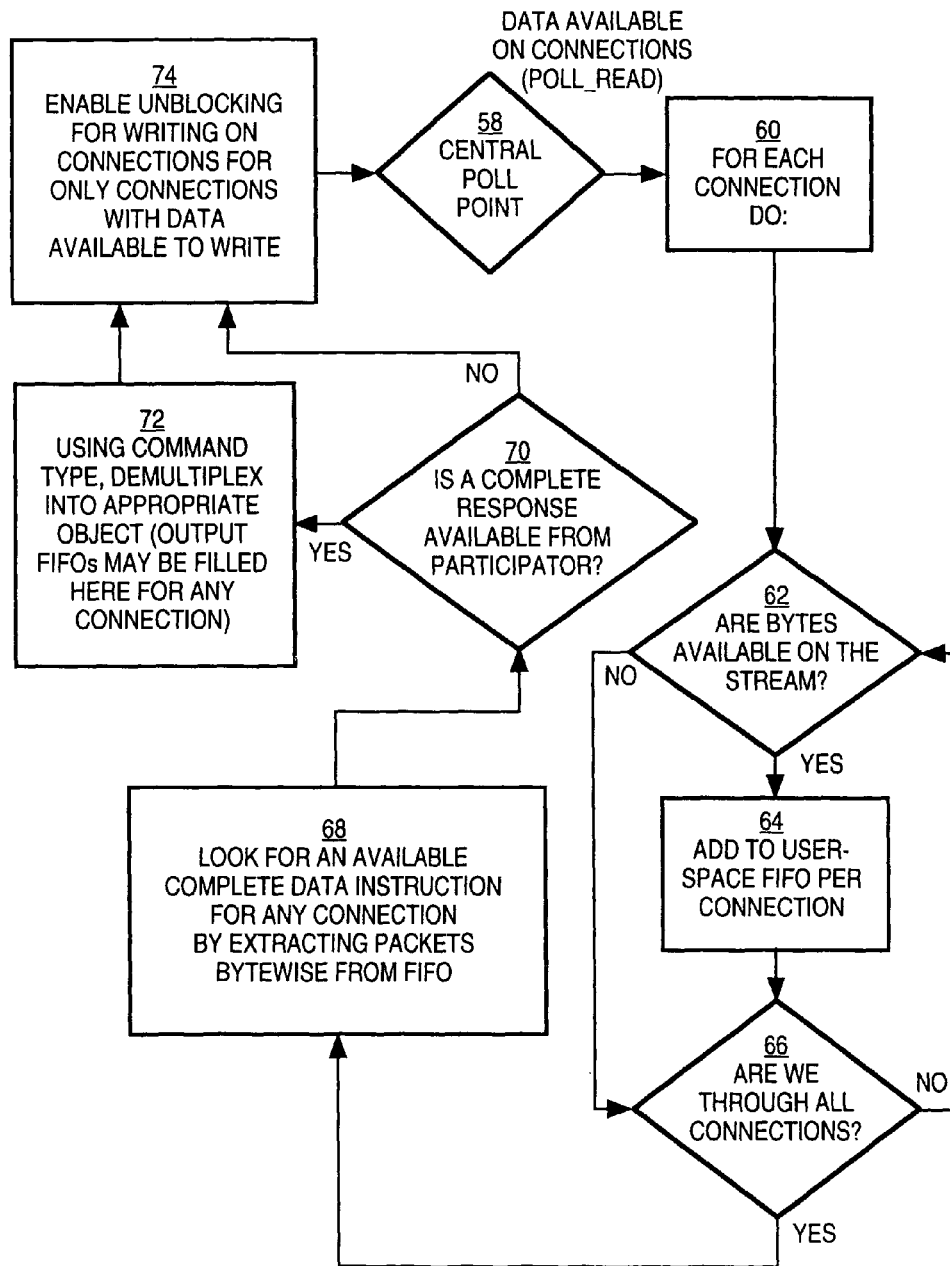 DATA AVAILABLE
ON CONNECTIONS
(POLL_READ)
74
ENABLE UNBLOCKING
FOR WRITING ON
CONNECTIONS FOR
ONLY CONNECTIONS
WITH DATA
AVAILABLE TO WRITE
58
CENTRAL
POLL
POINT
60
FOR EACH
CONNECTION
DO:
NO
72
USING COMMAND
TYPE, DEMULTIPLEX
INTO APPROPRIATE
OBJECT (OUTPUT
FIFOs MAY BE FILLED
HERE FOR ANY
CONNECTION)
YES
70
IS A COMPLETE
RESPONSE
AVAILABLE FROM
PARTICIPATOR?
62
ARE BYTES
AVAILABLE ON THE
STREAM?
NO
YES
64
ADD TO USER-
SPACE FIFO PER
CONNECTION
68
LOOK FOR AN AVAILABLE
COMPLETE DATA INSTRUCTION
FOR ANY CONNECTION
BY EXTRACTING PACKETS
BYTEWISE FROM FIFO
66
ARE WE
THROUGH ALL
CONNECTIONS?
NO
YES